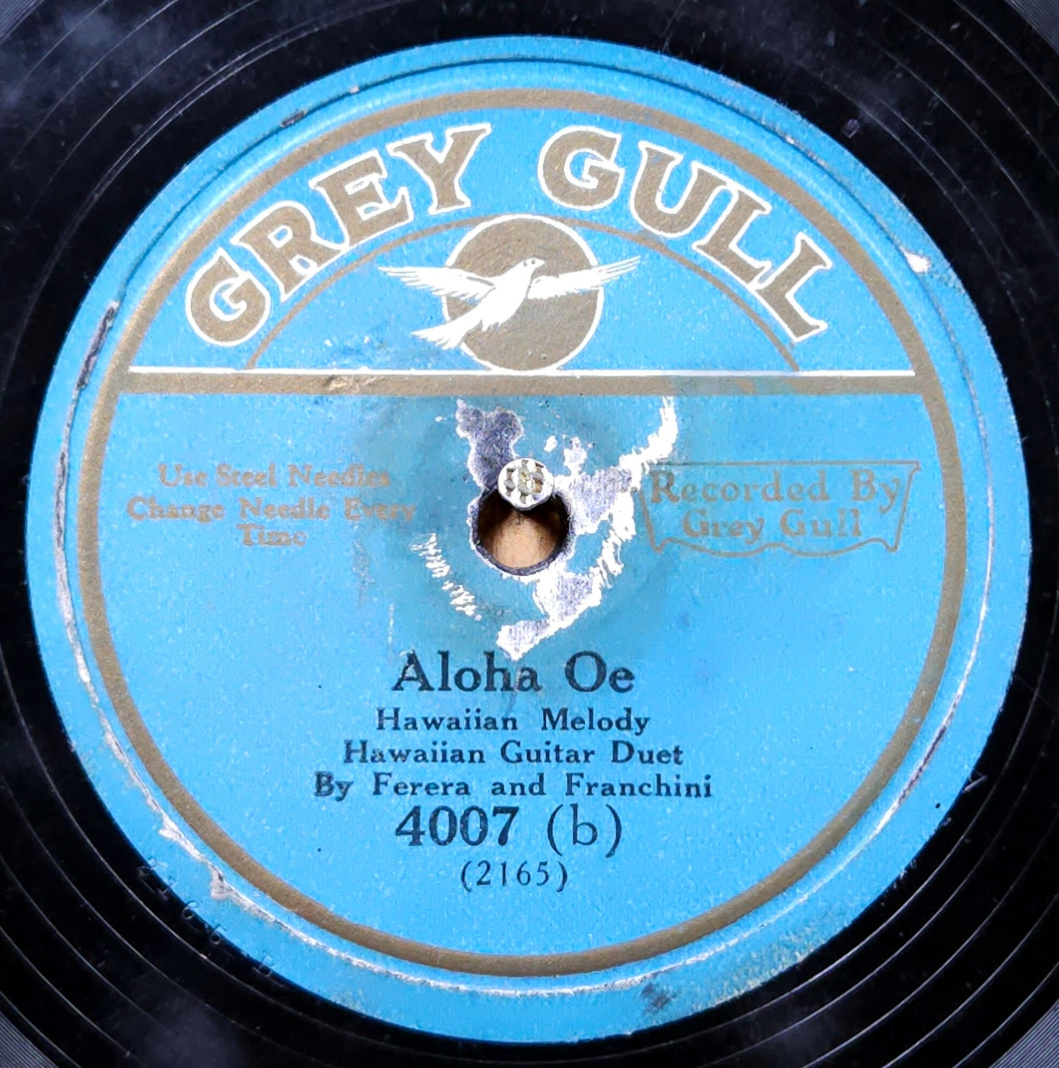 GREY GULL
Use Steel Needles
Change Needle Every
Time
Recorded By
Grey Gull
Aloha Oe
Hawaiian Melody
Hawaiian Guitar Duet
By Ferera and Franchini
4007 (b)
(2165)